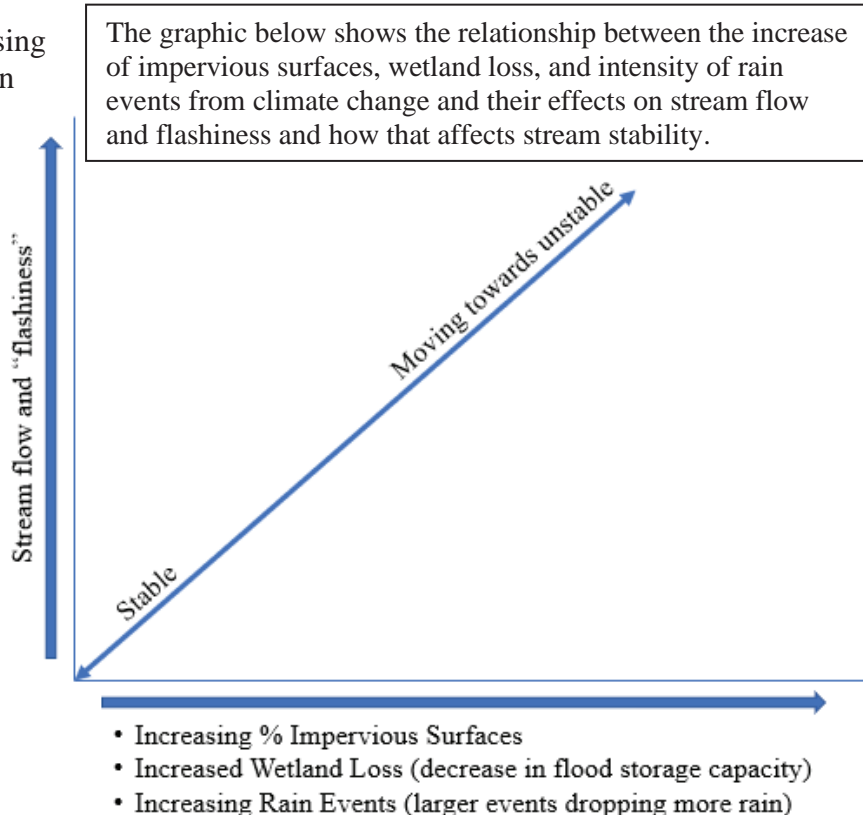 sing
n
The graphic below shows the relationship between the increase
of impervious surfaces, wetland loss, and intensity of rain
events from climate change and their effects on stream flow
and flashiness and how that affects stream stability.
Stream flow and “flashiness”
Moving towards unstable
Stable
• Increasing % Impervious Surfaces
• Increased Wetland Loss (decrease in flood storage capacity)
• Increasing Rain Events (larger events dropping more rain)